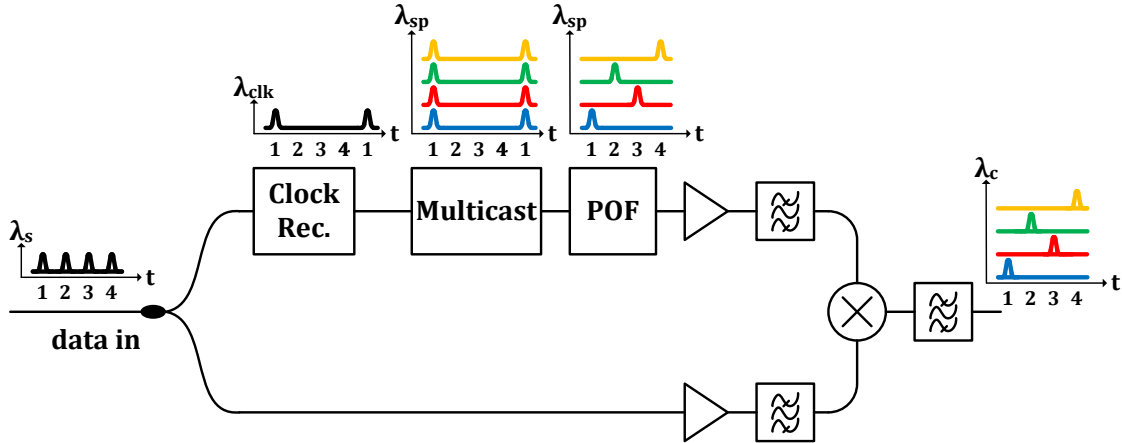 λsp
λsp
λclk
t
t
t
1 2 3 4 1
1 2 3 4 1
1 2 3 4
λc
Clock
Rec.
Multicast
POF
λs
t
1 2 3 4
t
1 2 3 4
data in